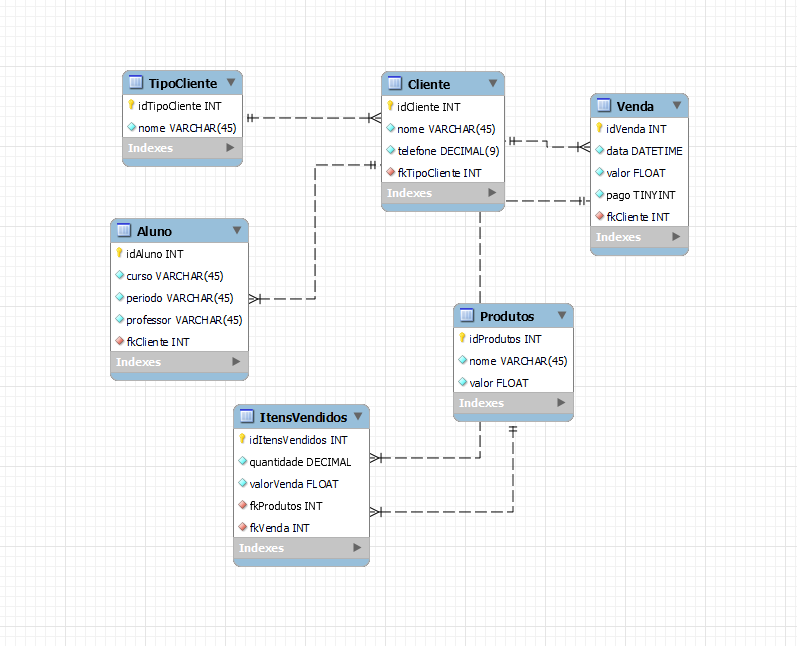 TipoCliente
idTipoCliente INT
nome VARCHAR(45)
Indexes
Cliente
idCliente INT
nome VARCHAR(45)
telefone DECIMAL(9)
fkTipoCliente INT
Indexes
Venda
idVenda INT
data DATETIME
valor FLOAT
pago TINYINT
fkCliente INT
Indexes
Aluno
idAluno INT
curso VARCHAR(45)
periodo VARCHAR(45)
professor VARCHAR(45)
fkCliente INT
Indexes
Produtos
idProdutos INT
nome VARCHAR(45)
valor FLOAT
Indexes
ItensVendidos
idItensVendidos INT
quantidade DECIMAL
valorVenda FLOAT
fkProdutos INT
fkVenda INT
Indexes